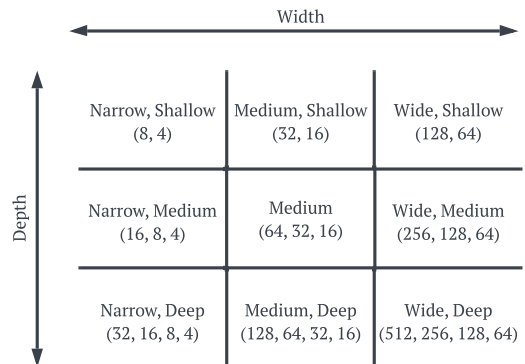 Width
Depth
Narrow, Shallow
(8, 4)
Medium, Shallow
(32, 16)
Wide, Shallow
(128, 64)
Narrow, Medium
(16, 8, 4)
Medium
(64, 32, 16)
Wide, Medium
(256, 128, 64)
Narrow, Deep
(32, 16, 8, 4)
Medium, Deep
(128, 64, 32, 16)
Wide, Deep
(512, 256, 128, 64)